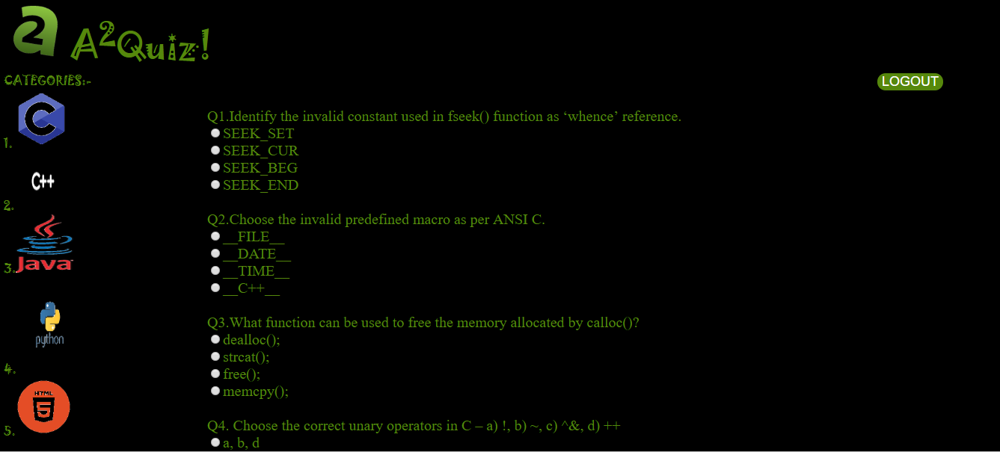 a2
A²Quiz!
CATEGORIES:-
LOGOUT
1.
C
2.
C++
3.
Java
4.
python
5.
HTML
5
Q1.Identify the invalid constant used in fseek() function as ‘whence’ reference.
SEEK_SET
SEEK_CUR
SEEK_BEG
SEEK_END
Q2.Choose the invalid predefined macro as per ANSI C.
__FILE__
__DATE__
__TIME__
__C++__
Q3.What function can be used to free the memory allocated by calloc()?
dealloc();
strcat();
free();
memcpy();
Q4. Choose the correct unary operators in C – a) !, b) ~, c) ^&, d) ++
a, b, d